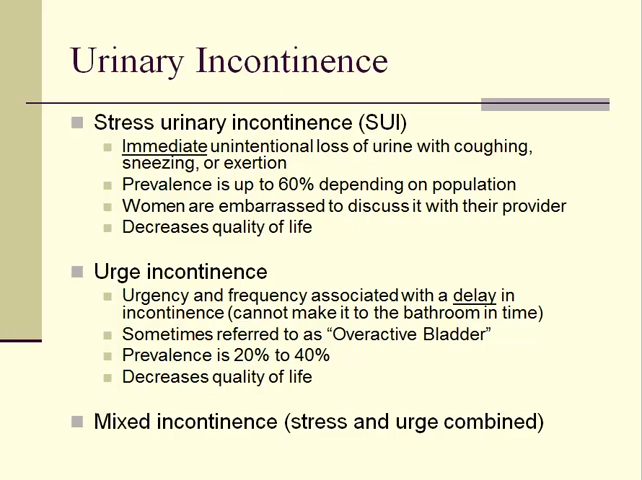 Urinary Incontinence
Stress urinary incontinence (SUI)
Immediate unintentional loss of urine with coughing,
sneezing, or exertion
Prevalence is up to 60% depending on population
Women are embarrassed to discuss it with their provider
Decreases quality of life
Urge incontinence
Urgency and frequency associated with a delay in
incontinence (cannot make it to the bathroom in time)
Sometimes referred to as “Overactive Bladder”
Prevalence is 20% to 40%
Decreases quality of life
Mixed incontinence (stress and urge combined)